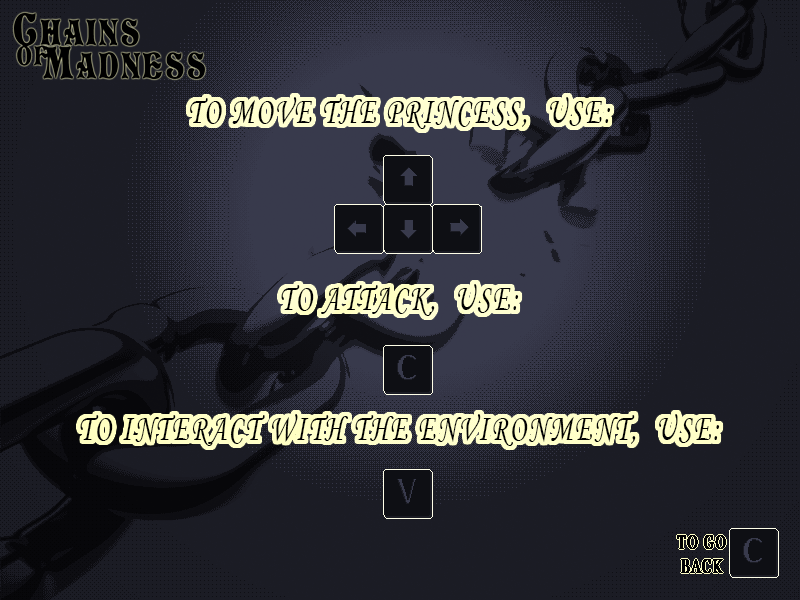 CHAINS
OF MADNESS
TO MOVE THE PRINCESS, USE:
TO ATTACK, USE:
C
TO INTERACT WITH THE ENVIRONMENT, USE:
V
TO GO
BACK
C